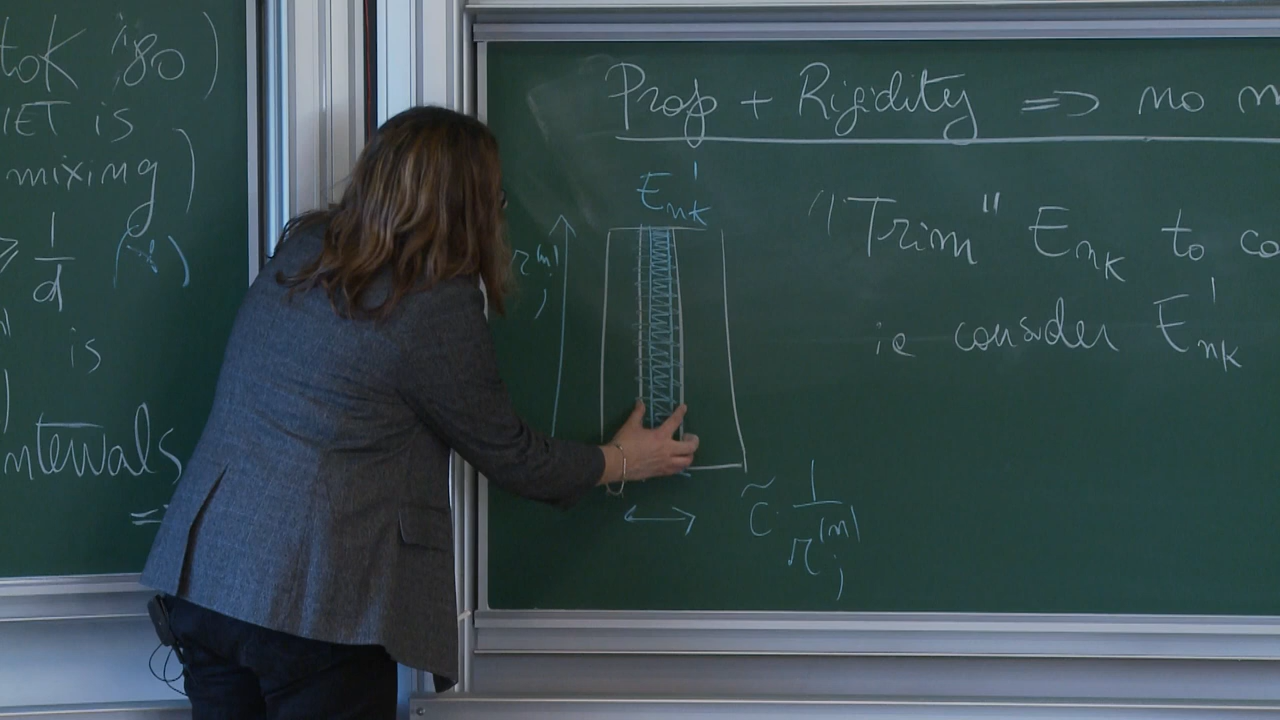 tok '80)
IET is
mixing)
≥ 1/d (*)
is
ntervals
=
Prop + Rigidity => no m
E'nk
"Trim" Enk to co
r(n)j
ie consider E'nk
C̃ · 1/r(n)j